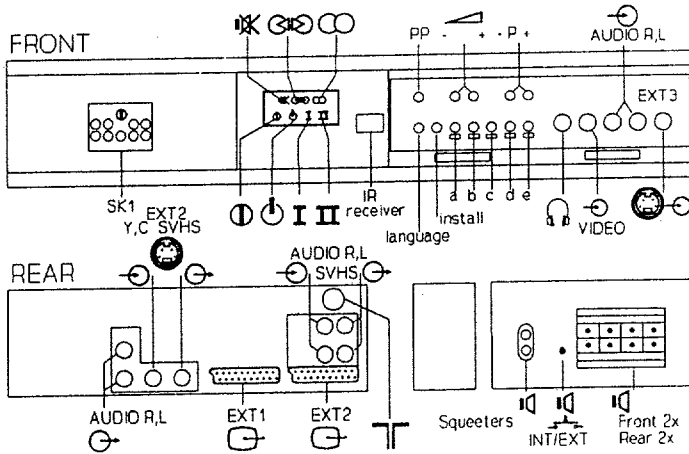 FRONT
PP
- +
- P +
AUDIO R,L
EXT3
SK1
I II
IR
receiver
language
install
a b c d e
VIDEO
EXT2
Y,C SVHS
REAR
AUDIO R,L
SVHS
AUDIO R,L
EXT1
EXT2
Squeeters
INT/EXT
Front 2x
Rear 2x